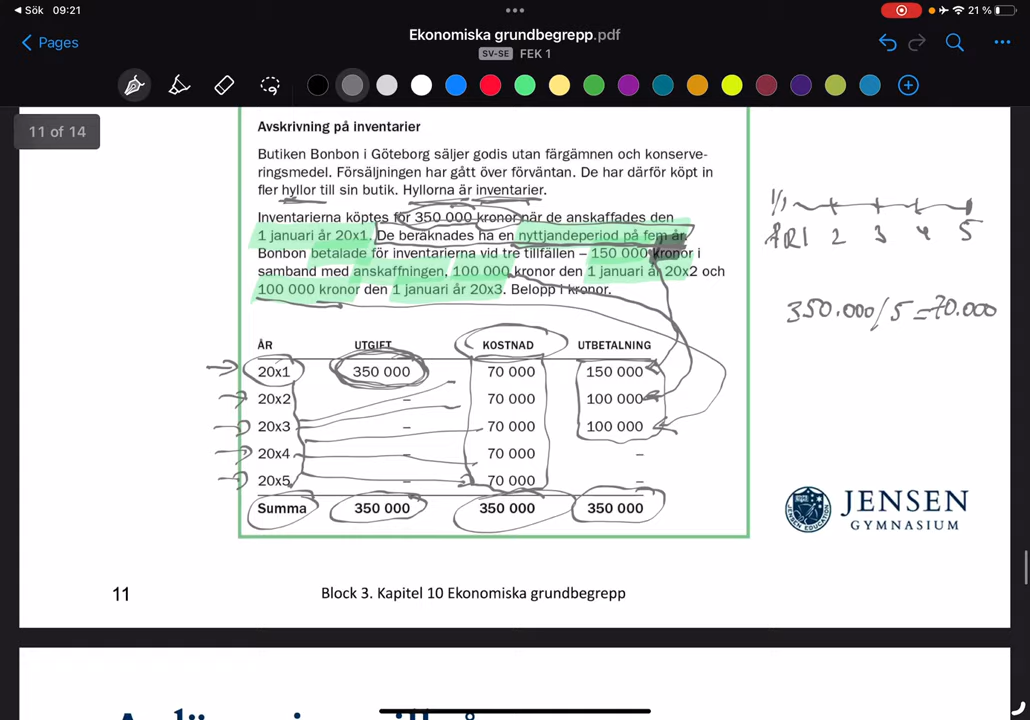 Sök 09:21
21 %
Pages
Ekonomiska grundbegrepp.pdf
SV-SE FEK 1
11 of 14
Avskrivning på inventarier
Butiken Bonbon i Göteborg säljer godis utan färgämnen och konserve-
ringsmedel. Försäljningen har gått över förväntan. De har därför köpt in
fler hyllor till sin butik. Hyllorna är inventarier.
Inventarierna köptes för 350 000 kronor när de anskaffades den
1 januari år 20x1. De beräknades ha en nyttjandeperiod på fem år.
Bonbon betalade för inventierna vid tre tillfällen – 150 000 kronor i
samband med anskaffningen, 100 000 kronor den 1 januari år 20x2 och
100 000 kronor den 1 januari år 20x3. Belopp i kronor.
1/1
ÅR1 2 3 4 5
350.000/5=70.000
ÅR UTGIFT KOSTNAD UTBETALNING
20x1 350 000 70 000 150 000
20x2 – 70 000 100 000
20x3 – 70 000 100 000
20x4 – 70 000 –
20x5 – 70 000 –
Summa 350 000 350 000 350 000
JENSEN
GYMNASIUM
JENSEN EDUCATION
11 Block 3. Kapitel 10 Ekonomiska grundbegrepp